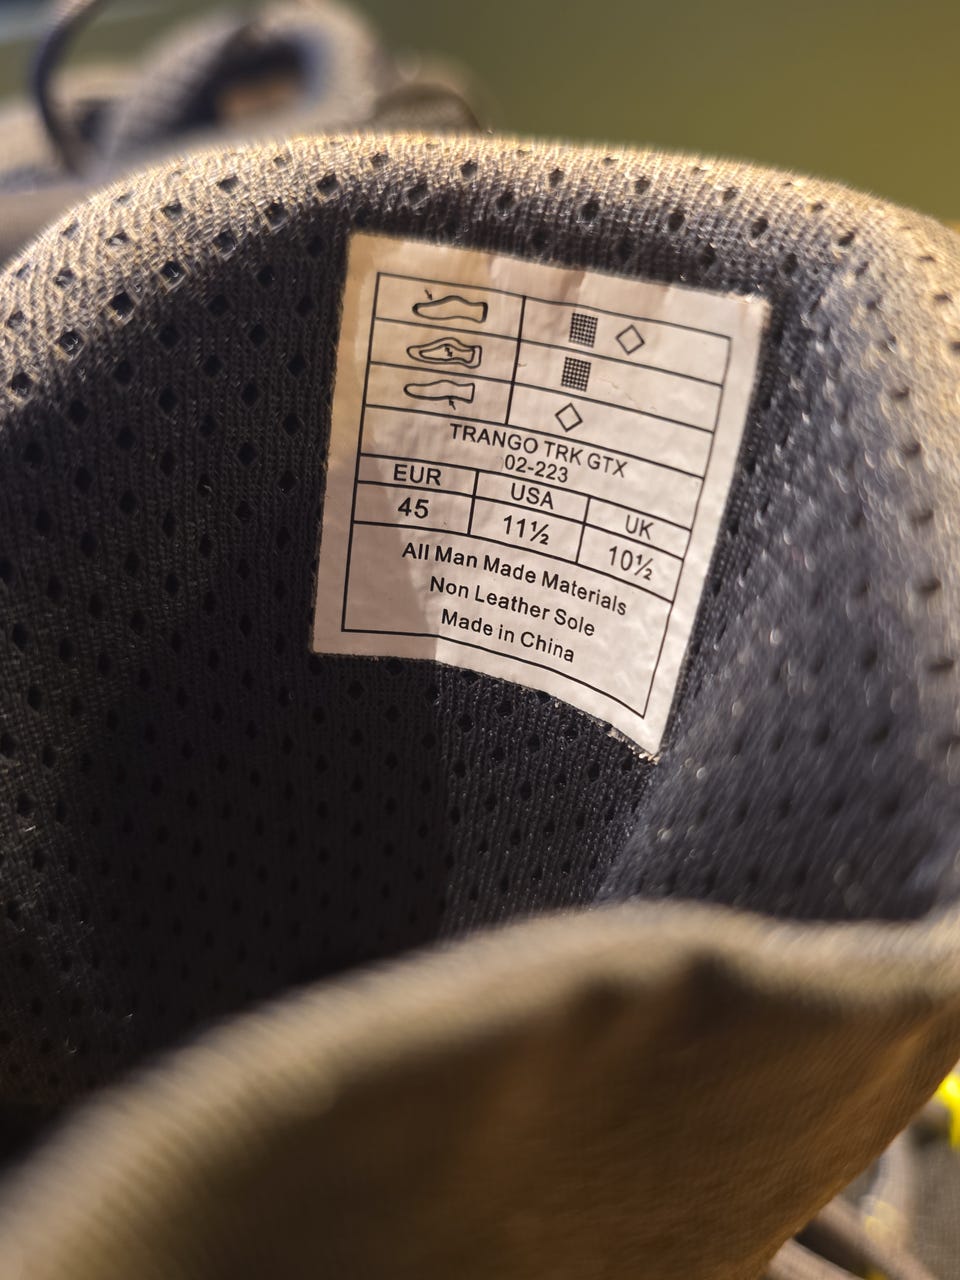 TRANGO TRK GTX
02-223
EUR USA UK
45 11½ 10½
All Man Made Materials
Non Leather Sole
Made in China